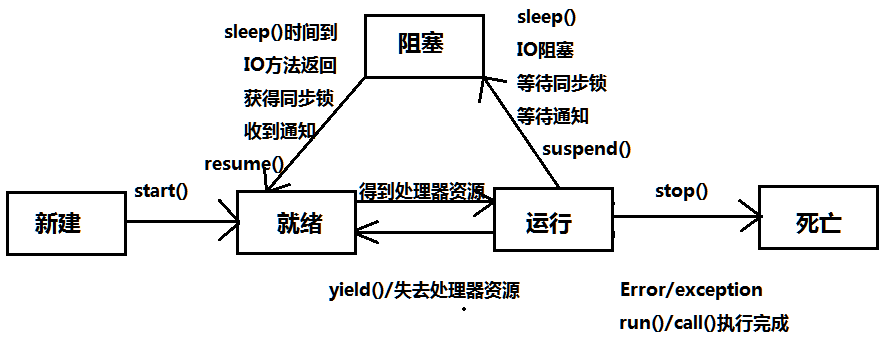 sleep()时间到
IO方法返回
获得同步锁
收到通知
resume()
阻塞
sleep()
IO阻塞
等待同步锁
等待通知
suspend()
新建
start()
就绪
得到处理器资源
运行
stop()
死亡
yield()/失去处理器资源
Error/exception
run()/call()执行完成